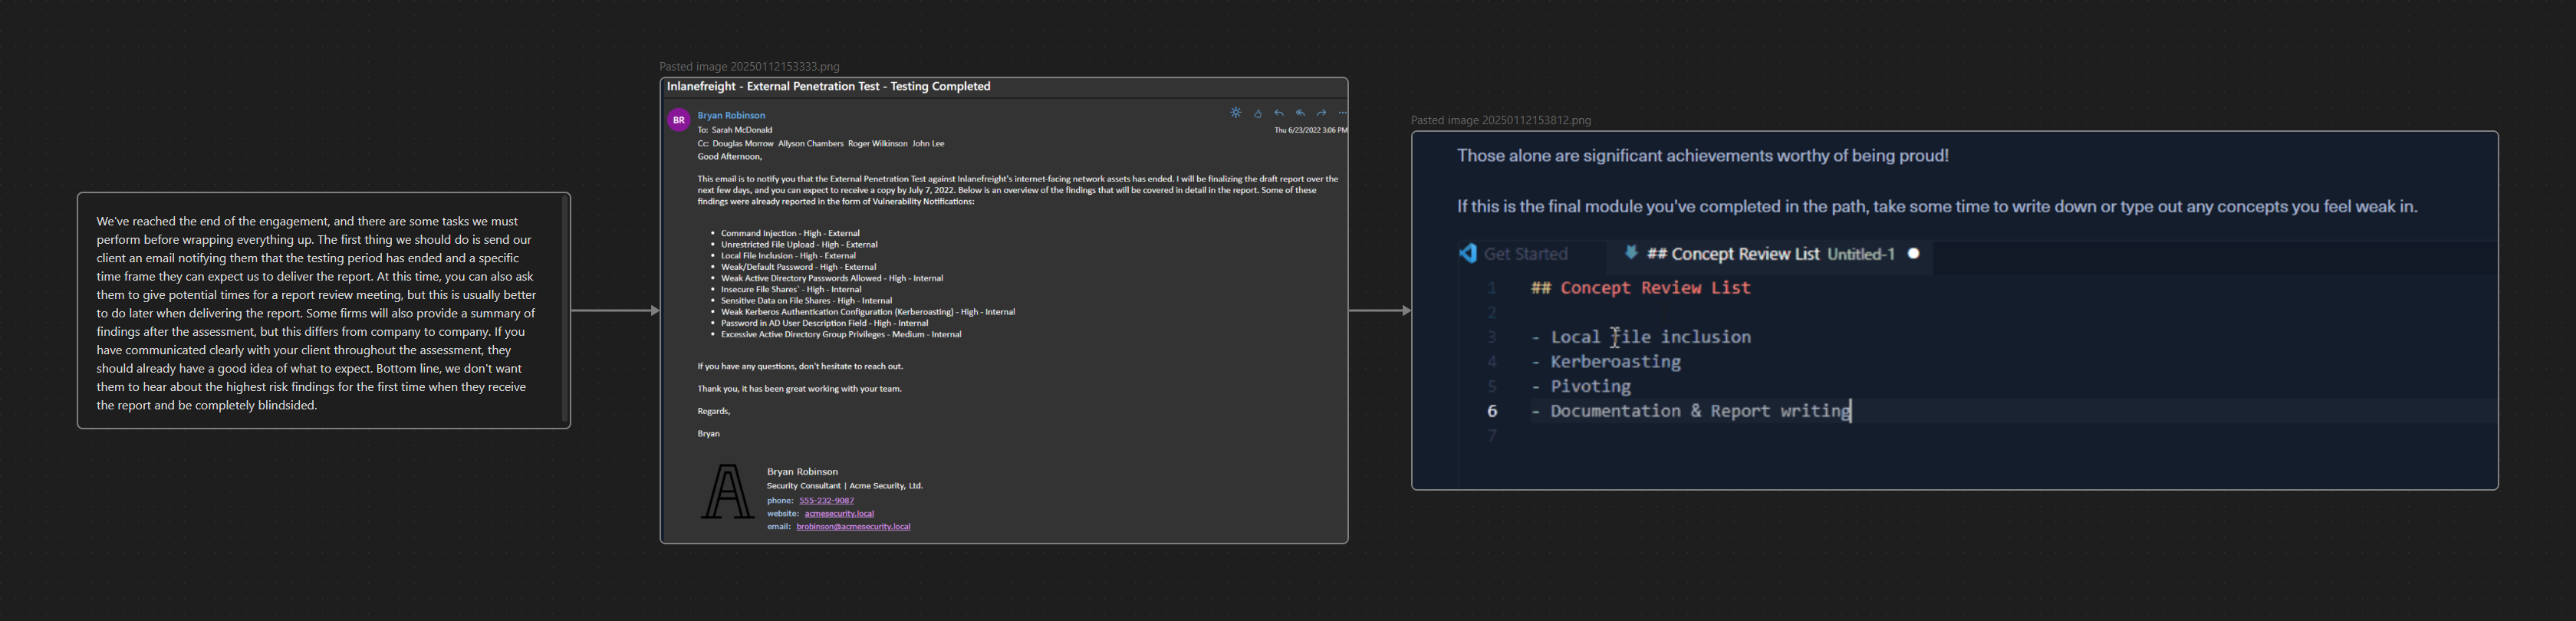 We've reached the end of the engagement, and there are some tasks we must
perform before wrapping everything up. The first thing we should do is send our
client an email notifying them that the testing period has ended and a specific
time frame they can expect us to deliver the report. At this time, you can also ask
them to give potential times for a report review meeting, but this is usually better
to do later when delivering the report. Some firms will also provide a summary of
findings after the assessment, but this differs from company to company. If you
have communicated clearly with your client throughout the assessment, they
should already have a good idea of what to expect. Bottom line, we don't want
them to hear about the highest risk findings for the first time when they receive
the report and be completely blindsided.
Pasted image 20250112153333.png
Inlanefreight - External Penetration Test - Testing Completed
BR
Bryan Robinson
To: Sarah McDonald
Thu 6/23/2022 3:06 PM
Cc: Douglas Morrow Allyson Chambers Roger Wilkinson John Lee
Good Afternoon,
This email is to notify you that the External Penetration Test against Inlanefreight's internet-facing network assets has ended. I will be finalizing the draft report over the
next few days, and you can expect to receive a copy by July 7, 2022. Below is an overview of the findings that will be covered in detail in the report. Some of these
findings were already reported in the form of Vulnerability Notifications:
• Command Injection - High - External
• Unrestricted File Upload - High - External
• Local File Inclusion - High - External
• Weak/Default Password - High - External
• Weak Active Directory Passwords Allowed - High - Internal
• Insecure File Shares` - High - Internal
• Sensitive Data on File Shares - High - Internal
• Weak Kerberos Authentication Configuration (Kerberoasting) - High - Internal
• Password in AD User Description Field - High - Internal
• Excessive Active Directory Group Privileges - Medium - Internal
If you have any questions, don't hesitate to reach out.
Thank you, it has been great working with your team.
Regards,
Bryan
A
Bryan Robinson
Security Consultant | Acme Security, Ltd.
phone: 555-232-9087
website: acmesecurity.local
email: brobinson@acmesecurity.local
Pasted image 20250112153812.png
Those alone are significant achievements worthy of being proud!
If this is the final module you've completed in the path, take some time to write down or type out any concepts you feel weak in.
Get Started
## Concept Review List Untitled-1
1 ## Concept Review List
2
3 - Local file inclusion
4 - Kerberoasting
5 - Pivoting
6 - Documentation & Report writing
7